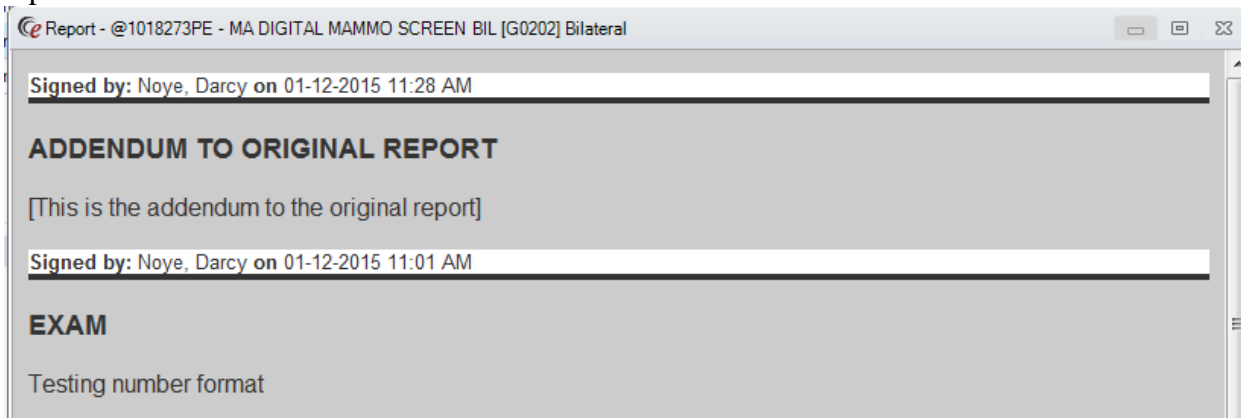 Report - @1018273PE - MA DIGITAL MAMMO SCREEN BIL [G0202] Bilateral
Signed by: Noye, Darcy on 01-12-2015 11:28 AM
ADDENDUM TO ORIGINAL REPORT
[This is the addendum to the original report]
Signed by: Noye, Darcy on 01-12-2015 11:01 AM
EXAM
Testing number format